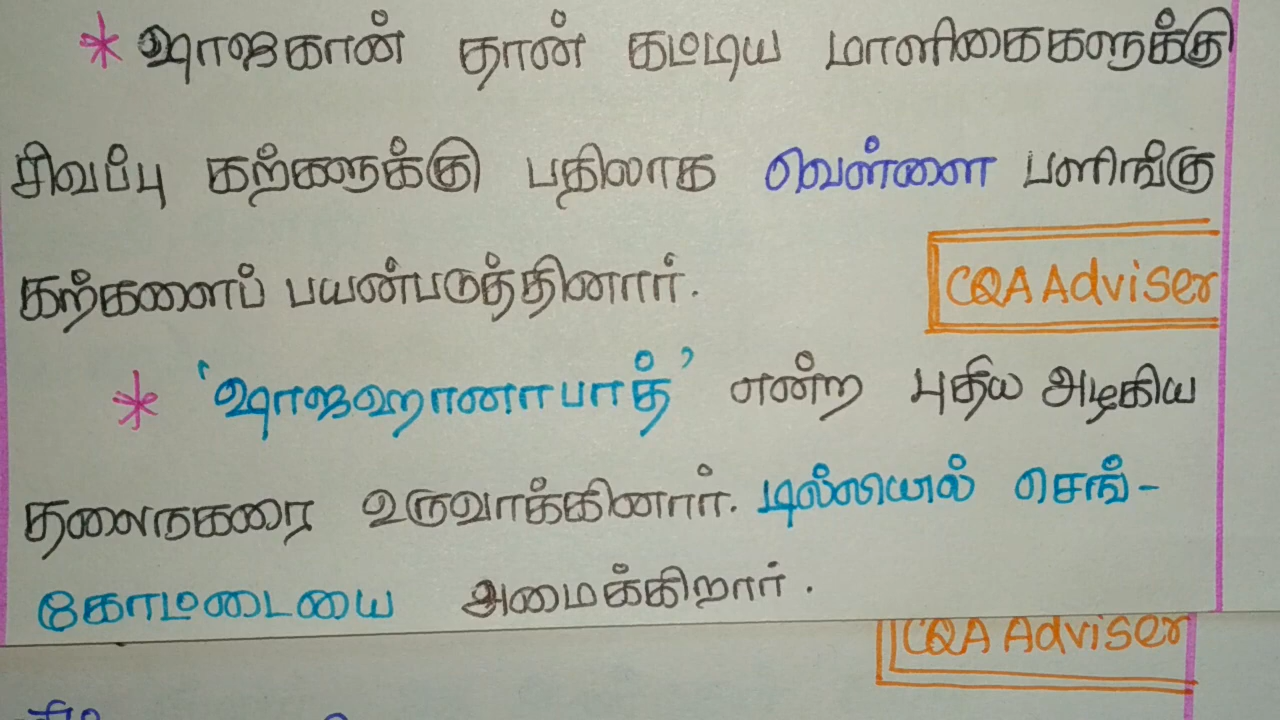 * ஷாஜகான் தான் கட்டிய மாளிகைகளுக்கு
சிவப்பு கற்களுக்கு பதிலாக வெள்ளை பளிங்கு
கற்களைப் பயன்படுத்தினார்.
CQA Adviser
* 'ஷாஜஹானாபாத்' என்ற புதிய அழகிய
தலைநகரை உருவாக்கினார். டில்லியில் செங்-
கோட்டையை அமைக்கிறார்.
CQA Adviser